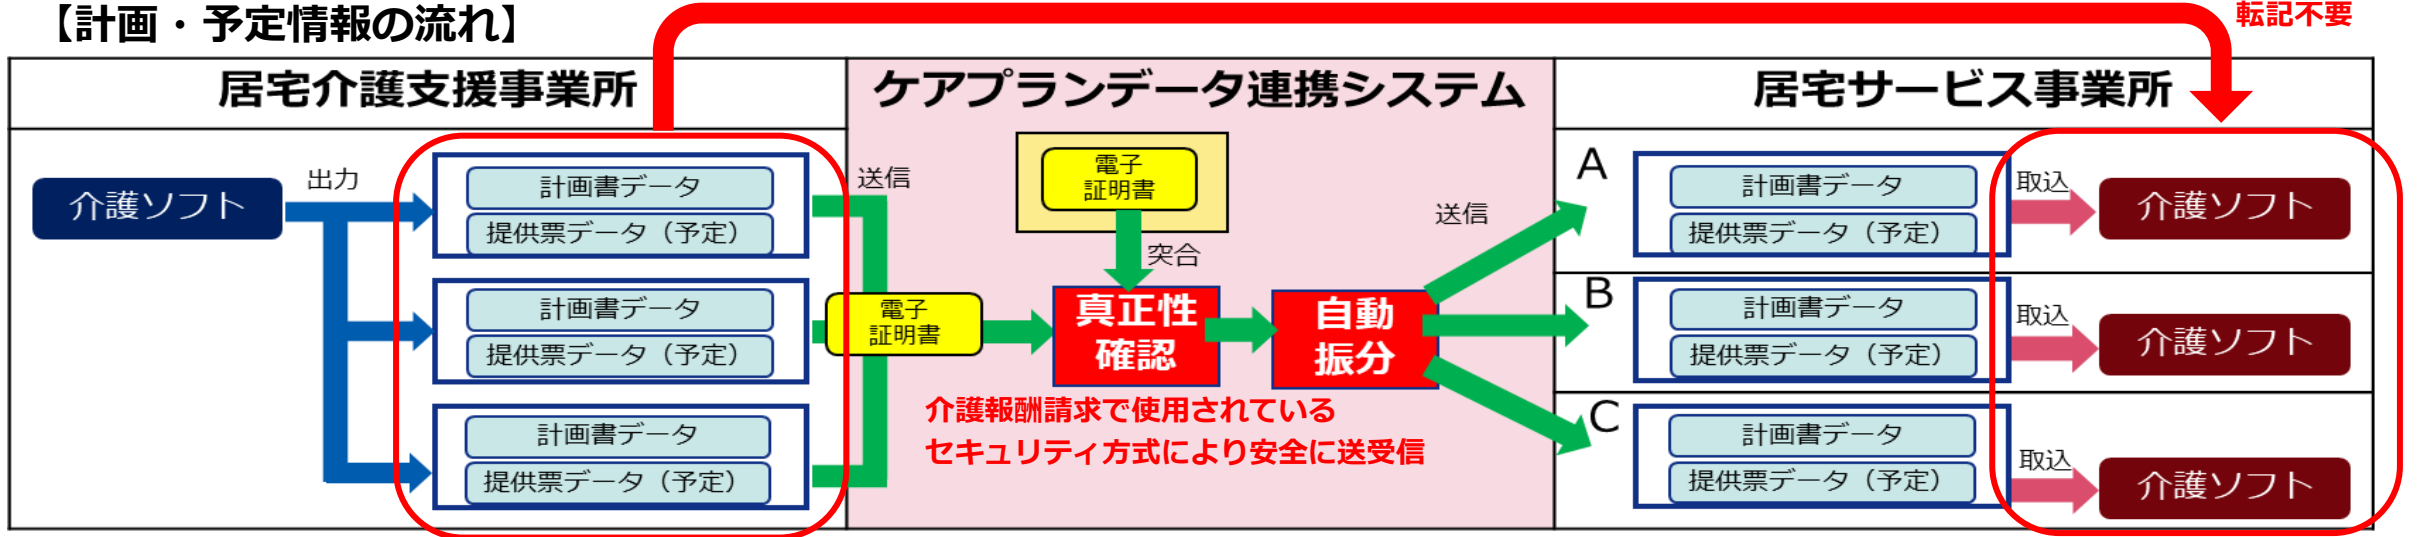 【計画・予定情報の流れ】
転記不要
居宅介護支援事業所
ケアプランデータ連携システム
居宅サービス事業所
介護ソフト
出力
計画書データ
提供票データ（予定）
計画書データ
提供票データ（予定）
計画書データ
提供票データ（予定）
送信
電子
証明書
電子
証明書
突合
真正性
確認
自動
振分
介護報酬請求で使用されている
セキュリティ方式により安全に送受信
送信
A
計画書データ
提供票データ（予定）
取込
介護ソフト
B
計画書データ
提供票データ（予定）
取込
介護ソフト
C
計画書データ
提供票データ（予定）
取込
介護ソフト